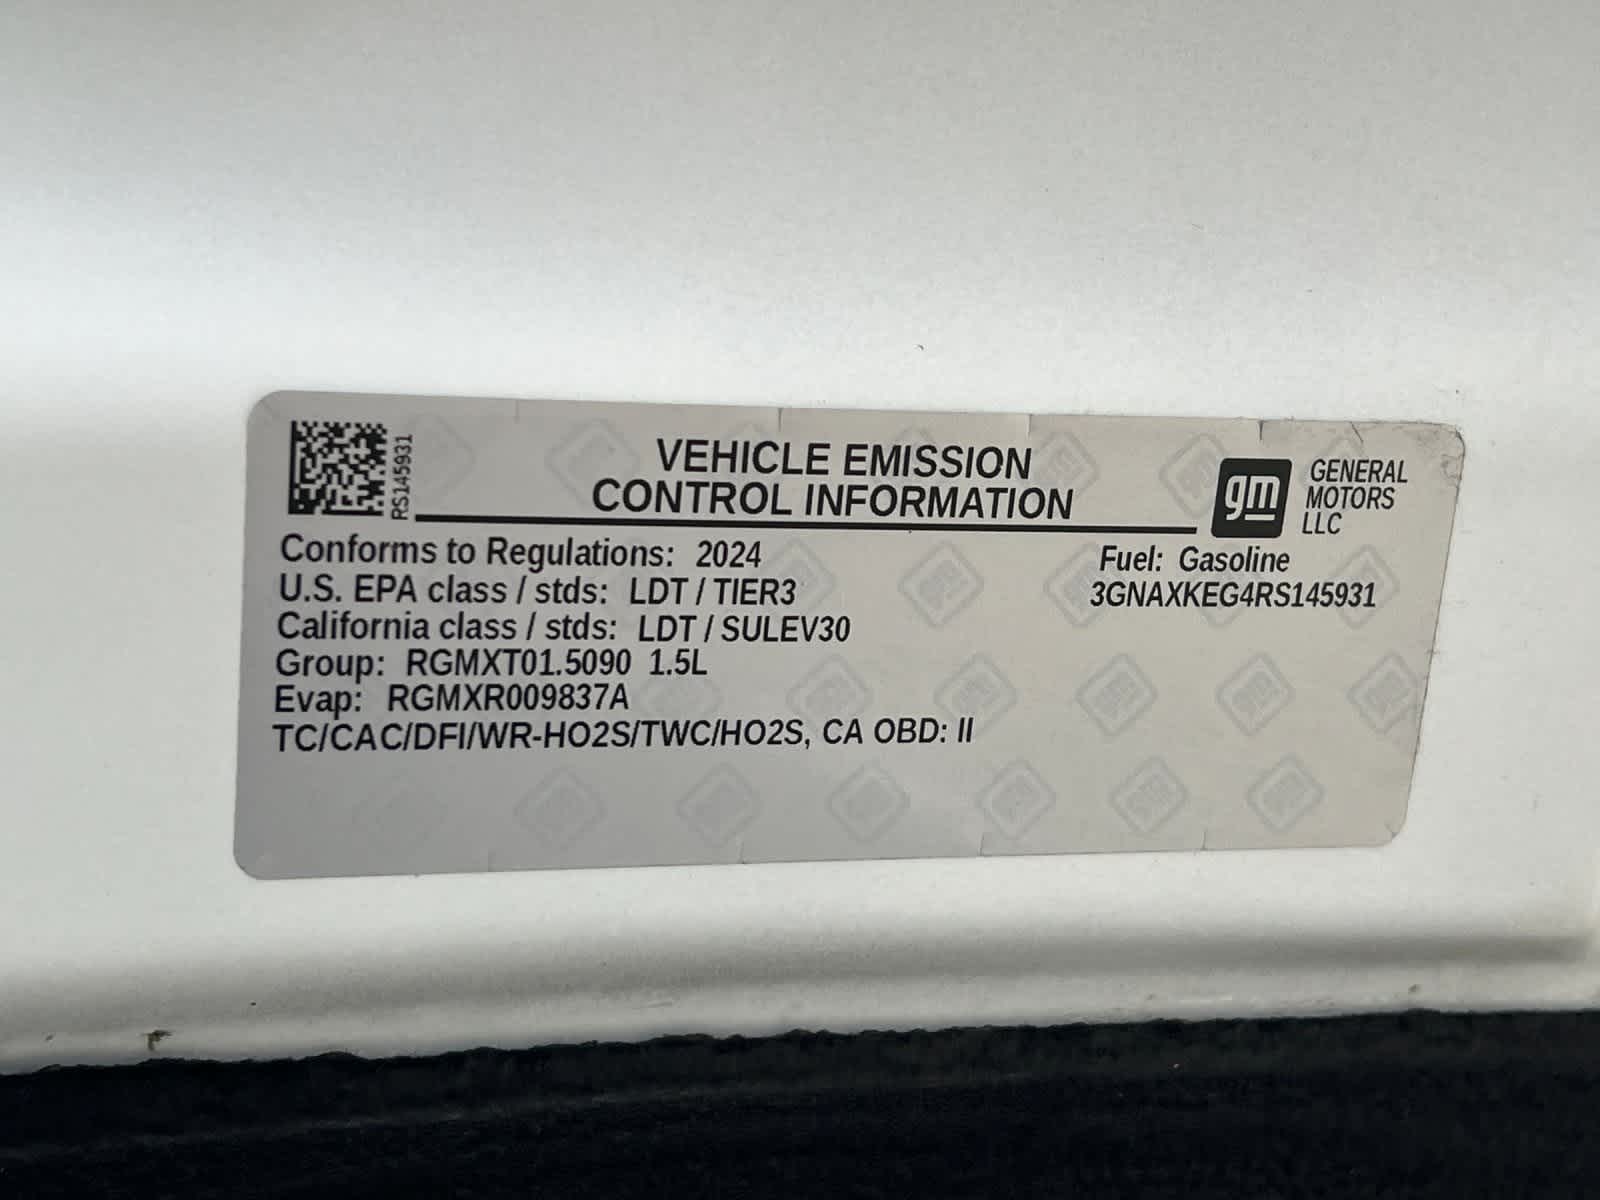 RS145931
VEHICLE EMISSION
CONTROL INFORMATION
gm
GENERAL
MOTORS
LLC
Conforms to Regulations: 2024
Fuel: Gasoline
U.S. EPA class / stds: LDT / TIER3
3GNAXKEG4RS145931
California class / stds: LDT / SULEV30
Group: RGMXT01.5090 1.5L
Evap: RGMXR009837A
TC/CAC/DFI/WR-HO2S/TWC/HO2S, CA OBD: II